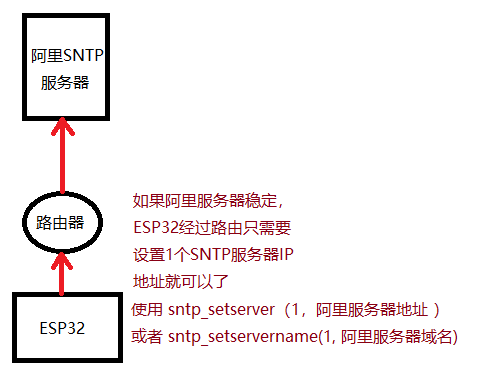 阿里SNTP
服务器
路由器
如果阿里服务器稳定，
ESP32经过路由只需要
设置1个SNTP服务器IP
地址就可以了
使用 sntp_setserver（1，阿里服务器地址 ）
或者 sntp_setservername(1, 阿里服务器域名)
ESP32